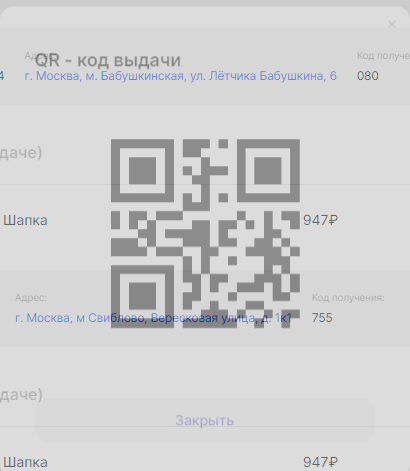 Адрес:
Код получе
QR - код выдачи
4 г. Москва, м. Бабушкинская, ул. Лётчика Бабушкина, 6 080
даче)
Шапка 947₽
Адрес: Код получения:
г. Москва, м Свиблово, Вересковая улица, д. 1к1 755
даче)
Закрыть
Шапка 947₽